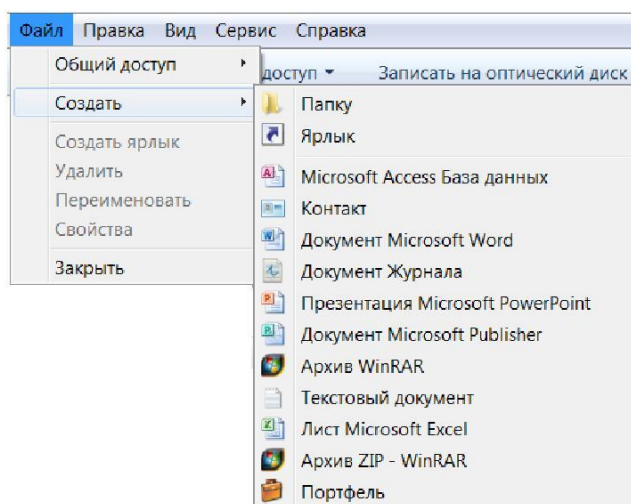 Файл Правка Вид Сервис Справка
Общий доступ
доступ Записать на оптический диск
Создать
Создать ярлык
Удалить
Переименовать
Свойства
Закрыть
Папку
Ярлык
Microsoft Access База данных
Контакт
Документ Microsoft Word
Документ Журнала
Презентация Microsoft PowerPoint
Документ Microsoft Publisher
Архив WinRAR
Текстовый документ
Лист Microsoft Excel
Архив ZIP - WinRAR
Портфель